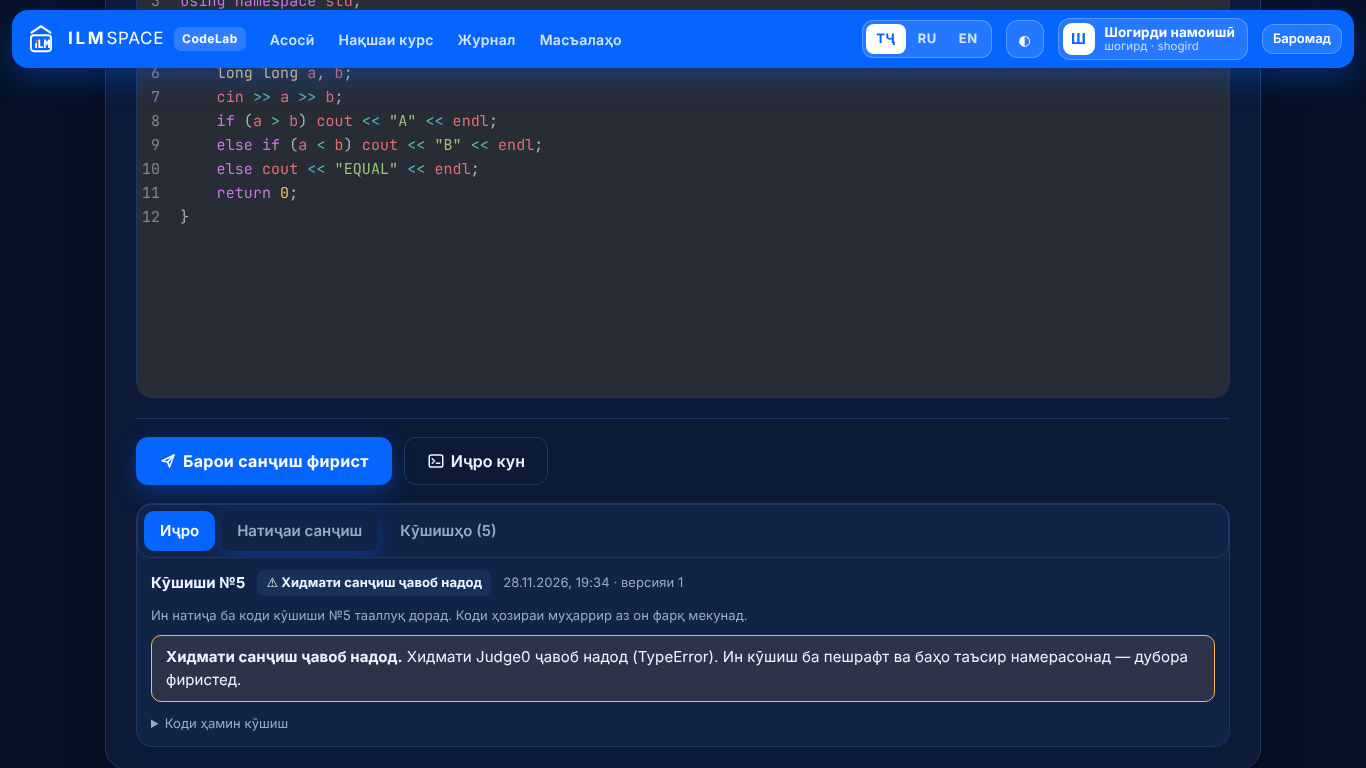 5 using namespace std;
iLM ILMSPACE CodeLab Асосӣ Нақшаи курс Журнал Масъалаҳо ТҶ RU EN Ш Шогирди намоишӣ Баромад
шогирд · shogird
6 long long a, b;
7 cin >> a >> b;
8 if (a > b) cout << "A" << endl;
9 else if (a < b) cout << "B" << endl;
10 else cout << "EQUAL" << endl;
11 return 0;
12 }
Барои санҷиш фирист Иҷро кун
Иҷро Натиҷаи санҷиш Кӯшишҳо (5)
Кӯшиши №5 ⚠ Хидмати санҷиш ҷавоб надод 28.11.2026, 19:34 · версияи 1
Ин натиҷа ба коди кӯшиши №5 тааллуқ дорад. Коди ҳозираи муҳаррир аз он фарқ мекунад.
Хидмати санҷиш ҷавоб надод. Хидмати Judge0 ҷавоб надод (TypeError). Ин кӯшиш ба пешрафт ва баҳо таъсир намерасонад — дубора
фиристед.
▶ Коди ҳамин кӯшиш